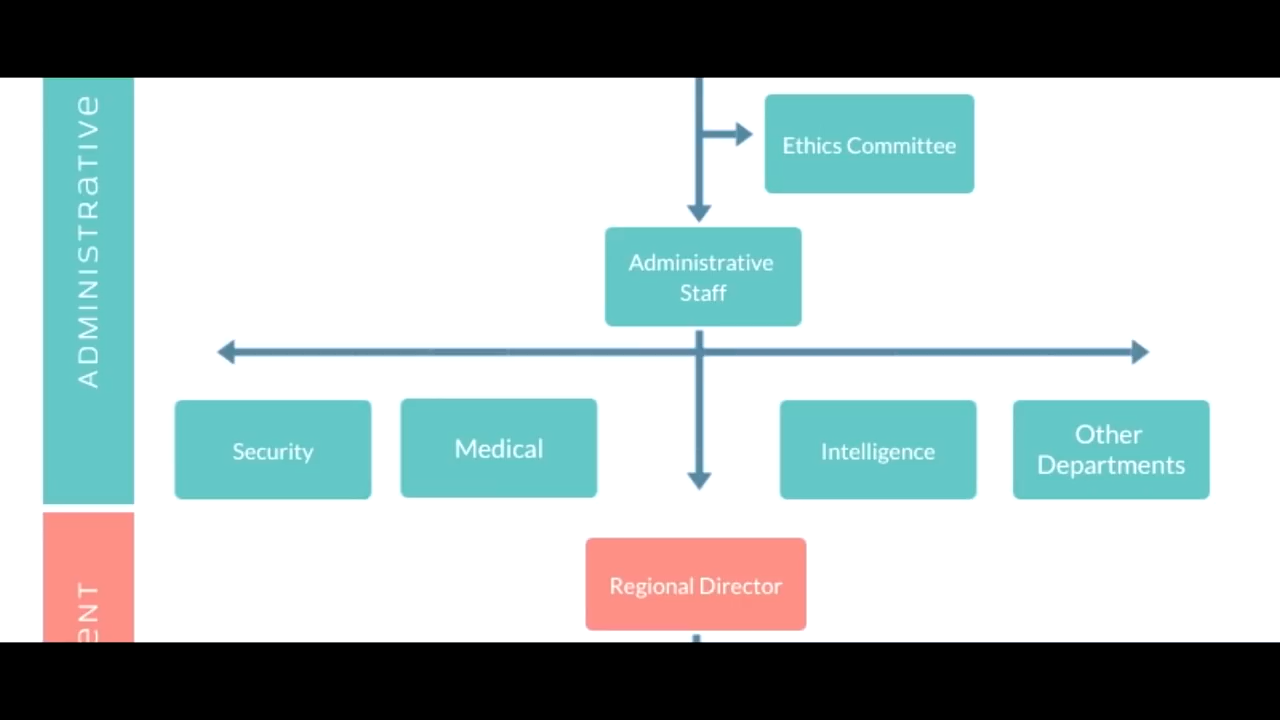 ADMINISTRATIVE
Ethics Committee
Administrative
Staff
Security
Medical
Intelligence
Other
Departments
Regional Director